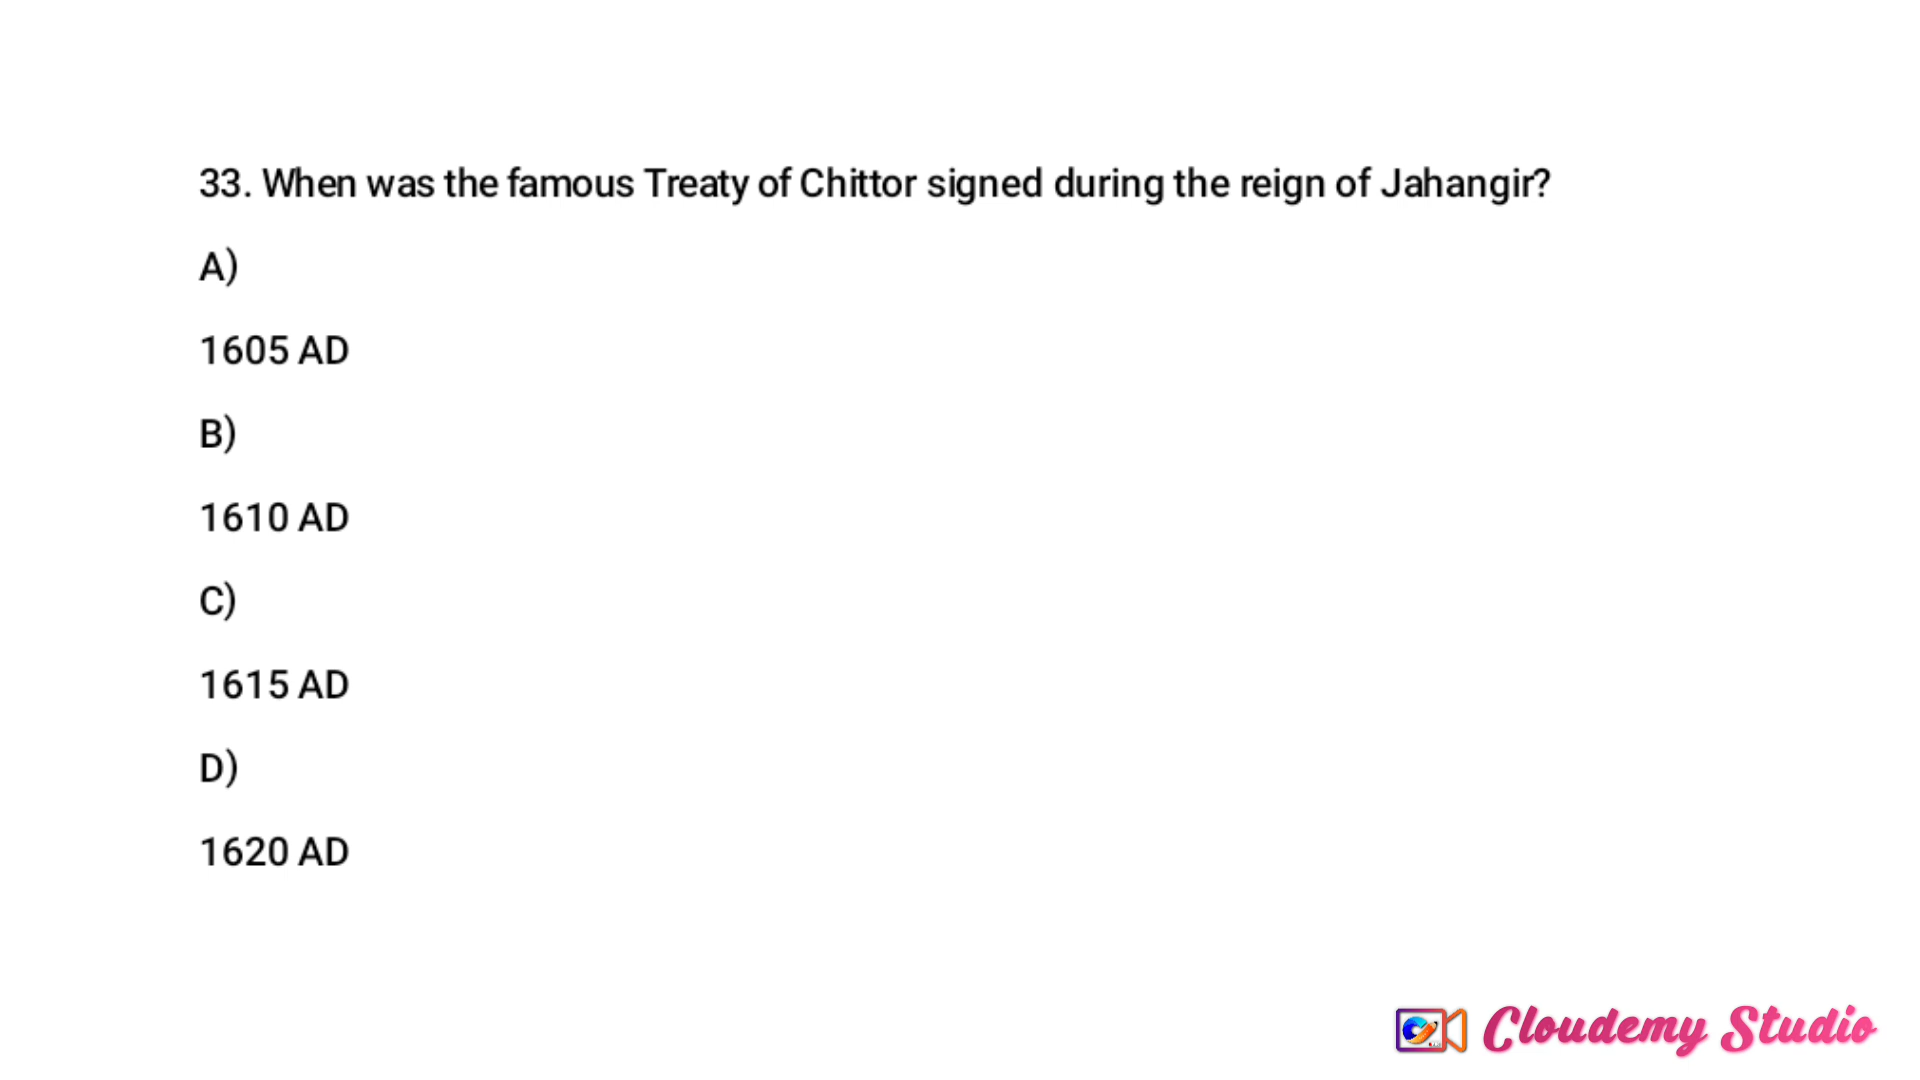 33. When was the famous Treaty of Chittor signed during the reign of Jahangir?
A)
1605 AD
B)
1610 AD
C)
1615 AD
D)
1620 AD
Cloudemy Studio